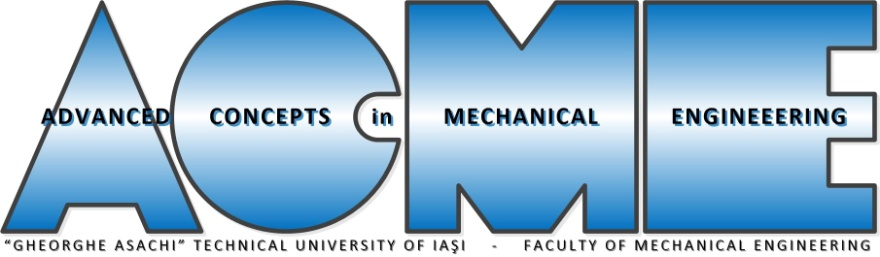 ACME
ADVANCED CONCEPTS in MECHANICAL ENGINEEERING
“GHEORGHE ASACHI” TECHNICAL UNIVERSITY OF IAŞI - FACULTY OF MECHANICAL ENGINEERING